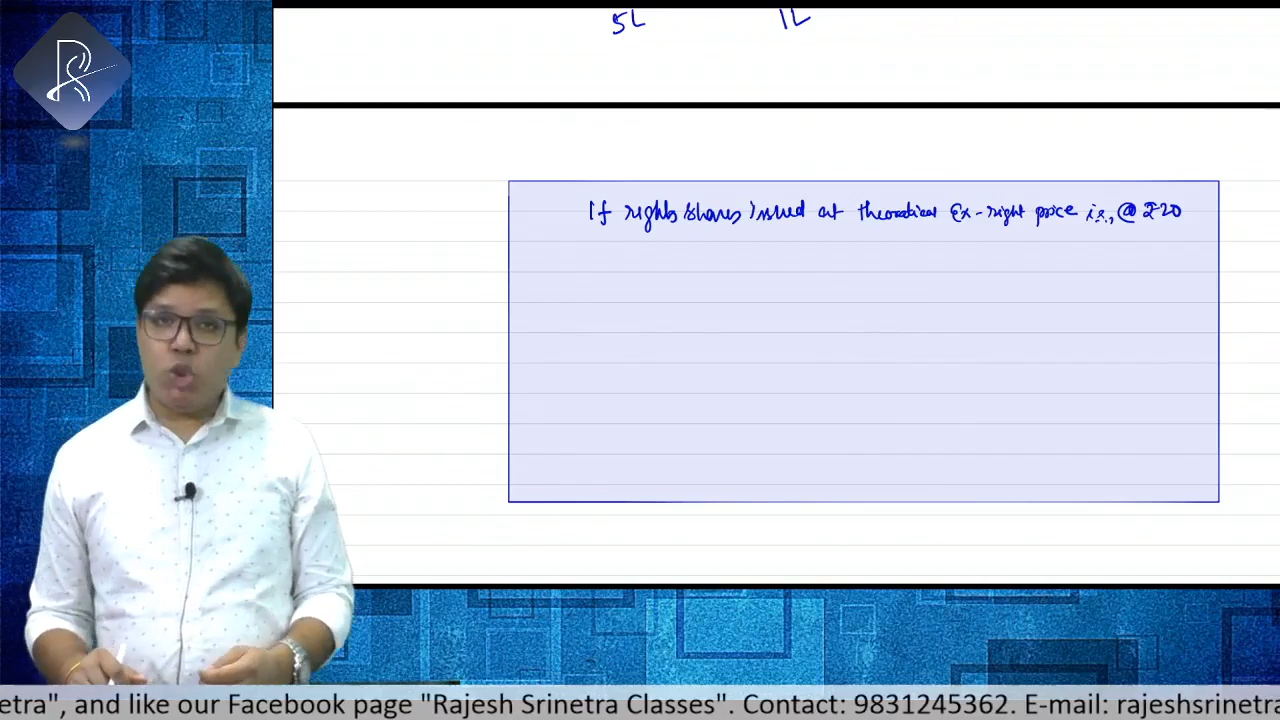 5L 1L
If rights shares issued at theoretical Ex-right price i.e., @ ₹20
etra", and like our Facebook page "Rajesh Srinetra Classes". Contact: 9831245362. E-mail: rajeshsrinetra